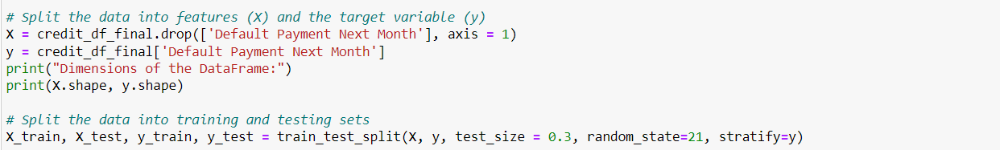 # Split the data into features (X) and the target variable (y)
X = credit_df_final.drop(['Default Payment Next Month'], axis = 1)
y = credit_df_final['Default Payment Next Month']
print("Dimensions of the DataFrame:")
print(X.shape, y.shape)
# Split the data into training and testing sets
X_train, X_test, y_train, y_test = train_test_split(X, y, test_size = 0.3, random_state=21, stratify=y)